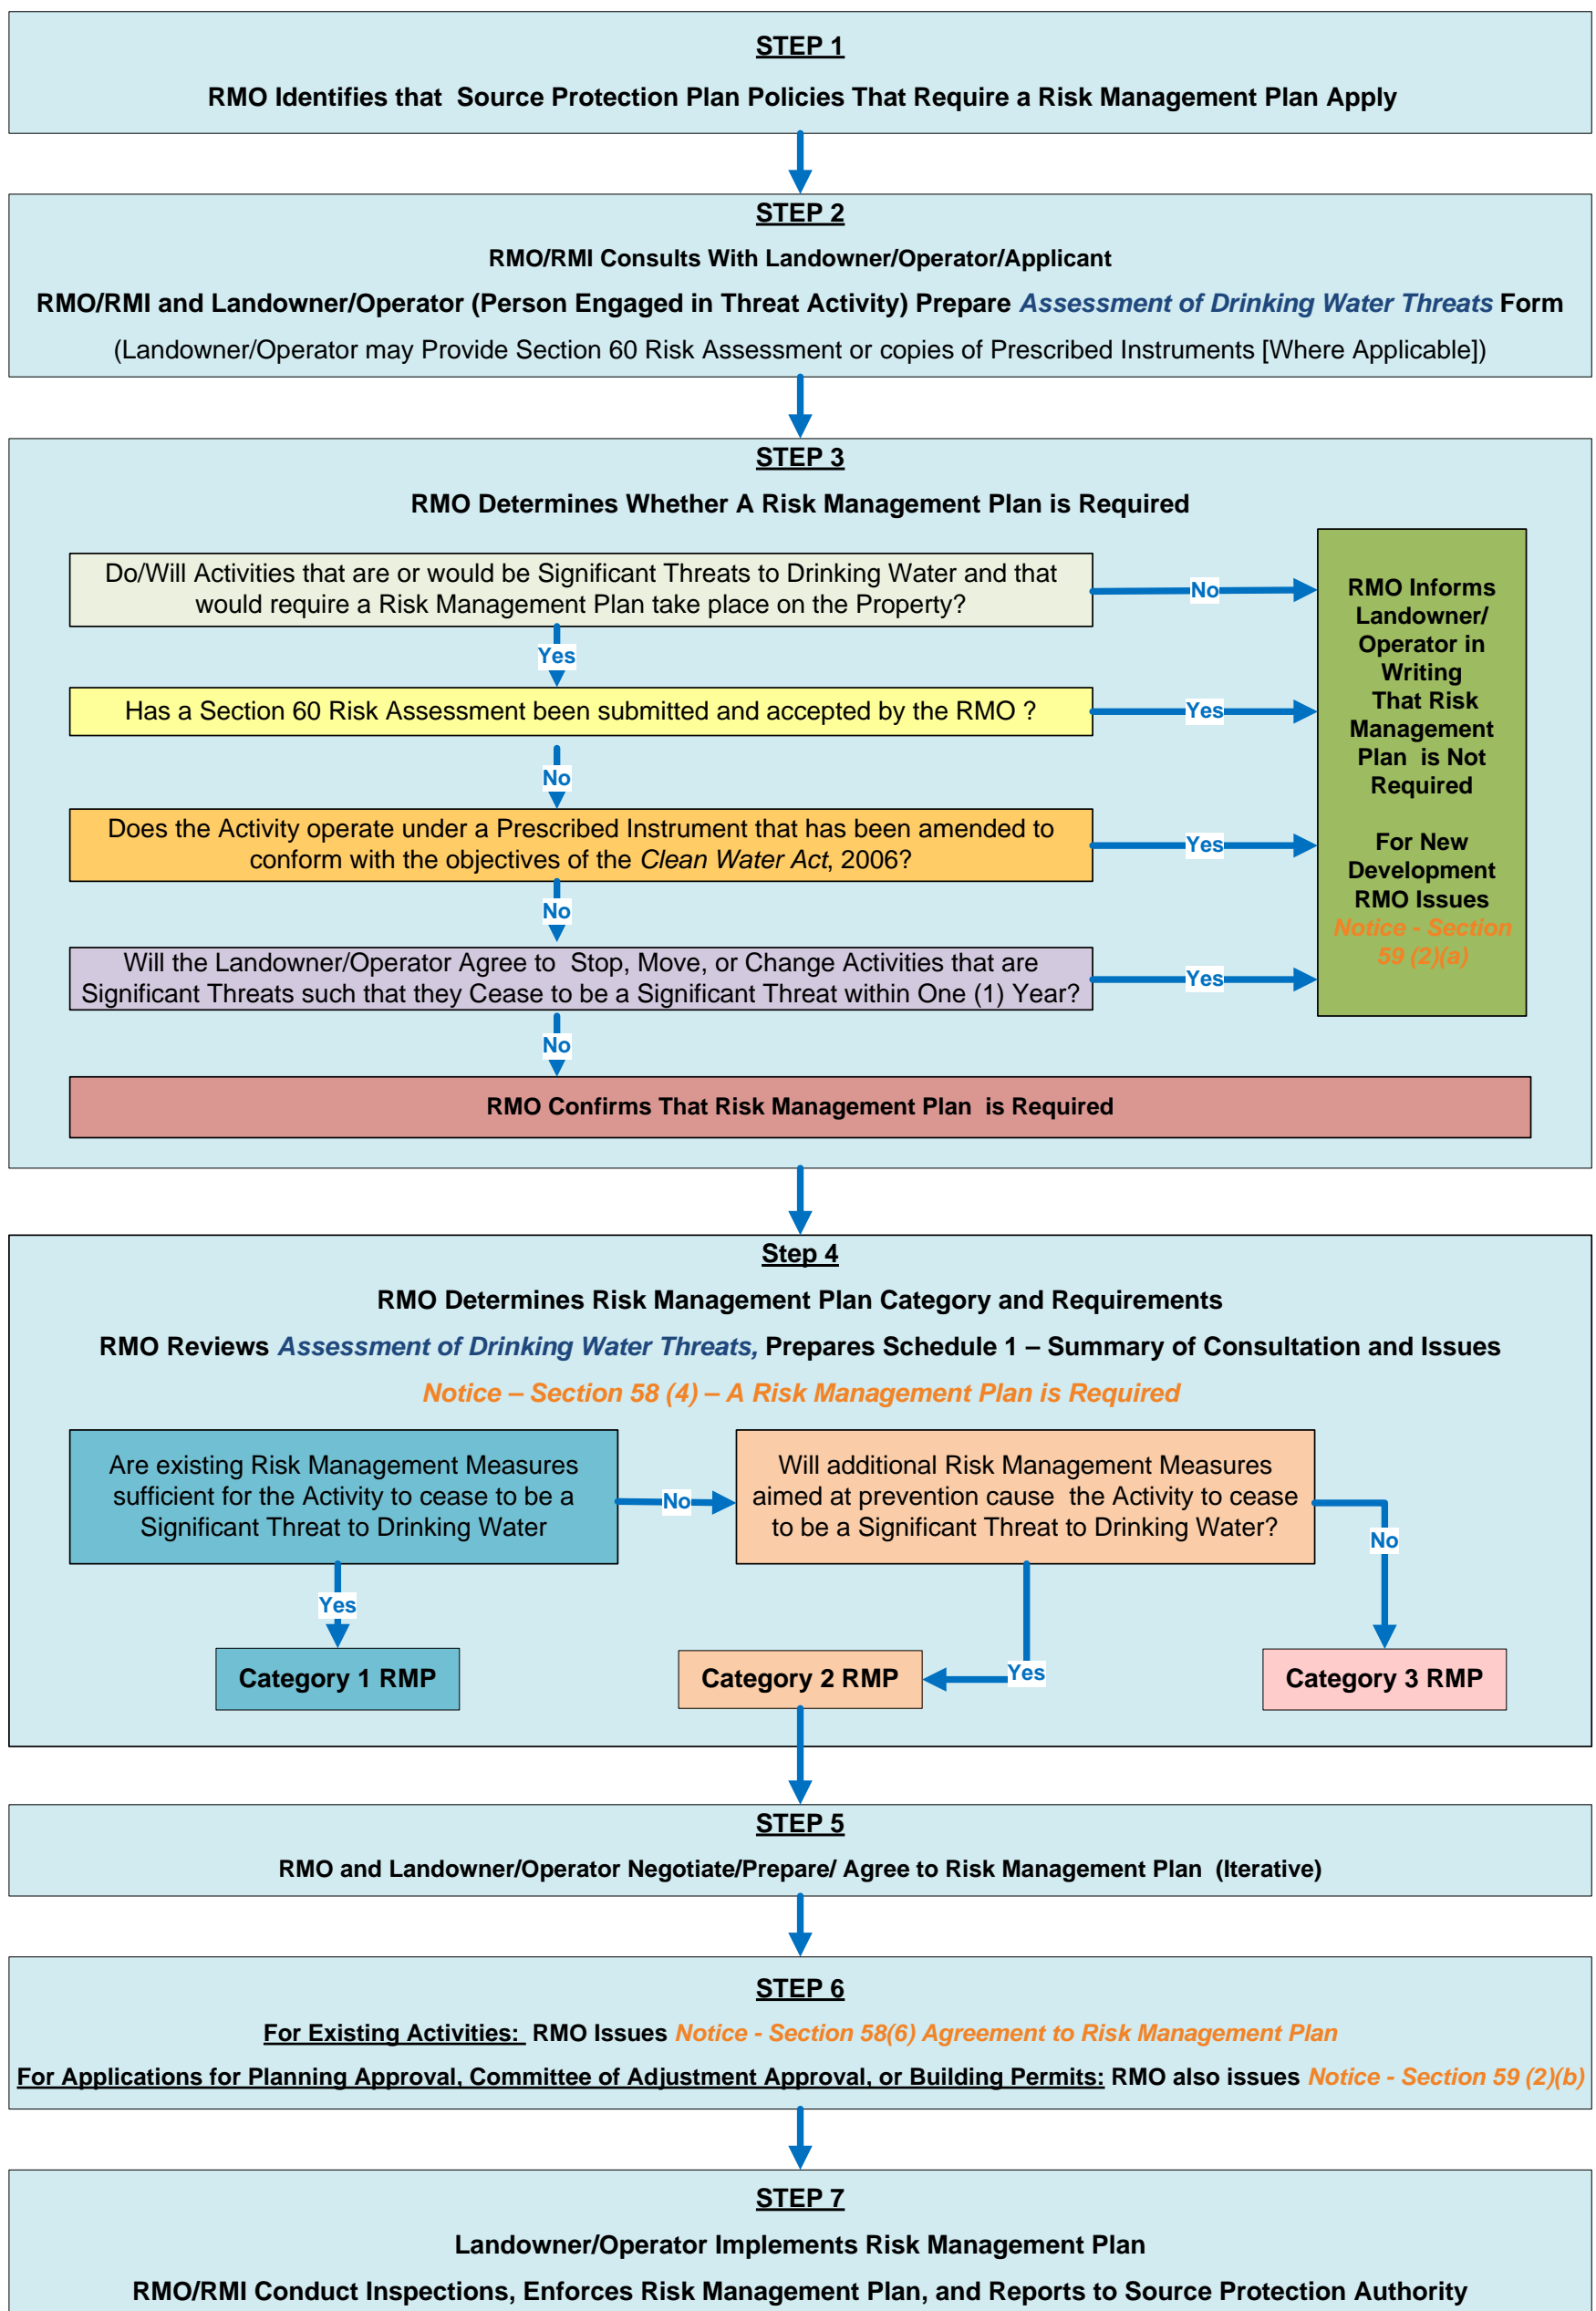 STEP 1
RMO Identifies that Source Protection Plan Policies That Require a Risk Management Plan Apply
STEP 2
RMO/RMI Consults With Landowner/Operator/Applicant
RMO/RMI and Landowner/Operator (Person Engaged in Threat Activity) Prepare Assessment of Drinking Water Threats Form
(Landowner/Operator may Provide Section 60 Risk Assessment or copies of Prescribed Instruments [Where Applicable])
STEP 3
RMO Determines Whether A Risk Management Plan is Required
Do/Will Activities that are or would be Significant Threats to Drinking Water and that
would require a Risk Management Plan take place on the Property?
No
Yes
Has a Section 60 Risk Assessment been submitted and accepted by the RMO ?
Yes
No
Does the Activity operate under a Prescribed Instrument that has been amended to
conform with the objectives of the Clean Water Act, 2006?
Yes
No
Will the Landowner/Operator Agree to Stop, Move, or Change Activities that are
Significant Threats such that they Cease to be a Significant Threat within One (1) Year?
Yes
No
RMO Informs
Landowner/
Operator in
Writing
That Risk
Management
Plan is Not
Required
For New
Development
RMO Issues
Notice - Section
59 (2)(a)
RMO Confirms That Risk Management Plan is Required
Step 4
RMO Determines Risk Management Plan Category and Requirements
RMO Reviews Assessment of Drinking Water Threats, Prepares Schedule 1 – Summary of Consultation and Issues
Notice – Section 58 (4) – A Risk Management Plan is Required
Are existing Risk Management Measures
sufficient for the Activity to cease to be a
Significant Threat to Drinking Water
No
Will additional Risk Management Measures
aimed at prevention cause the Activity to cease
to be a Significant Threat to Drinking Water?
No
Yes
Yes
Category 1 RMP
Category 2 RMP
Category 3 RMP
STEP 5
RMO and Landowner/Operator Negotiate/Prepare/ Agree to Risk Management Plan (Iterative)
STEP 6
For Existing Activities: RMO Issues Notice - Section 58(6) Agreement to Risk Management Plan
For Applications for Planning Approval, Committee of Adjustment Approval, or Building Permits: RMO also issues Notice - Section 59 (2)(b)
STEP 7
Landowner/Operator Implements Risk Management Plan
RMO/RMI Conduct Inspections, Enforces Risk Management Plan, and Reports to Source Protection Authority